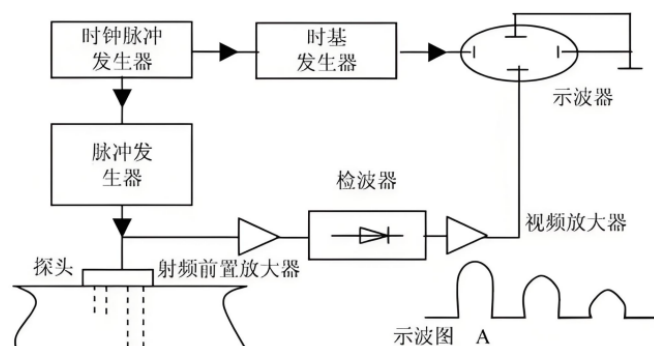 时钟脉冲
发生器
时基
发生器
示波器
脉冲发
生器
检波器
视频放大器
探头
射频前置放大器
示波图 A